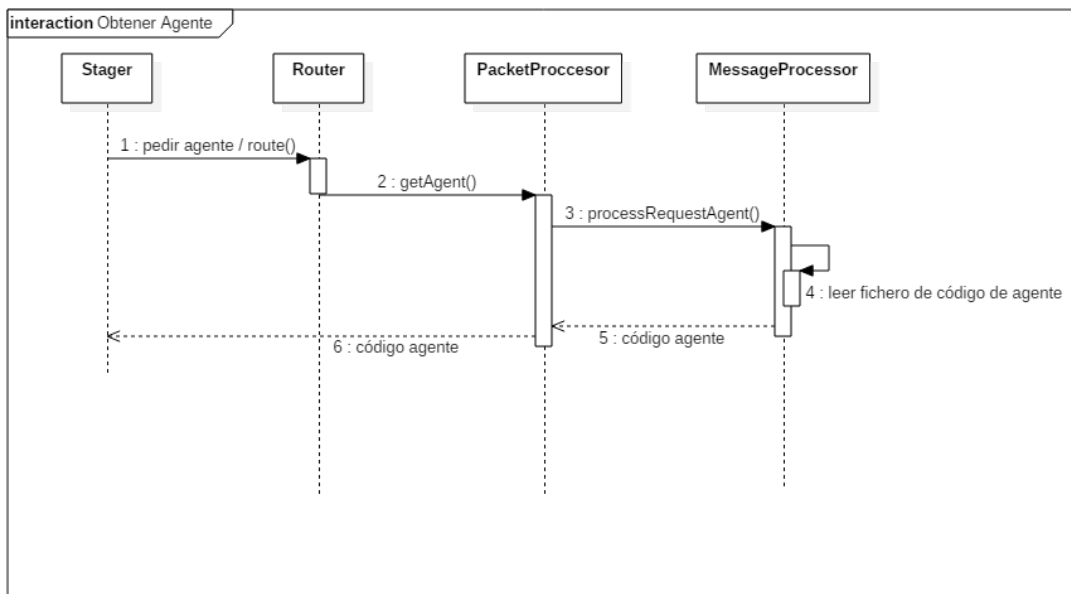 interaction Obtener Agente
Stager
Router
PacketProccesor
MessageProcessor
1 : pedir agente / route()
2 : getAgent()
3 : processRequestAgent()
4 : leer fichero de código de agente
5 : código agente
6 : código agente